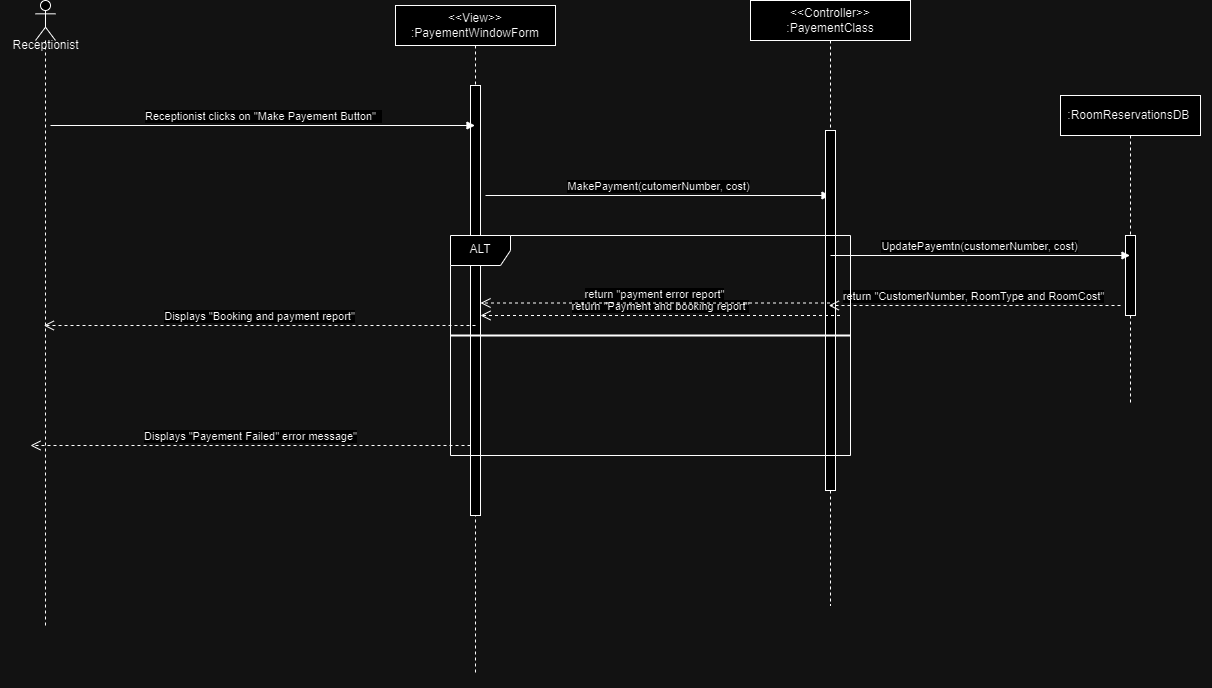 Receptionist
<<View>>
:PayementWindowForm
<<Controller>>
:PayementClass
:RoomReservationsDB
Receptionist clicks on "Make Payement Button"
MakePayment(cutomerNumber, cost)
ALT
UpdatePayemtn(customerNumber, cost)
return "payment error report"
return "CustomerNumber, RoomType and RoomCost"
return "Payment and booking report"
Displays "Booking and payment report"
Displays "Payement Failed" error message"